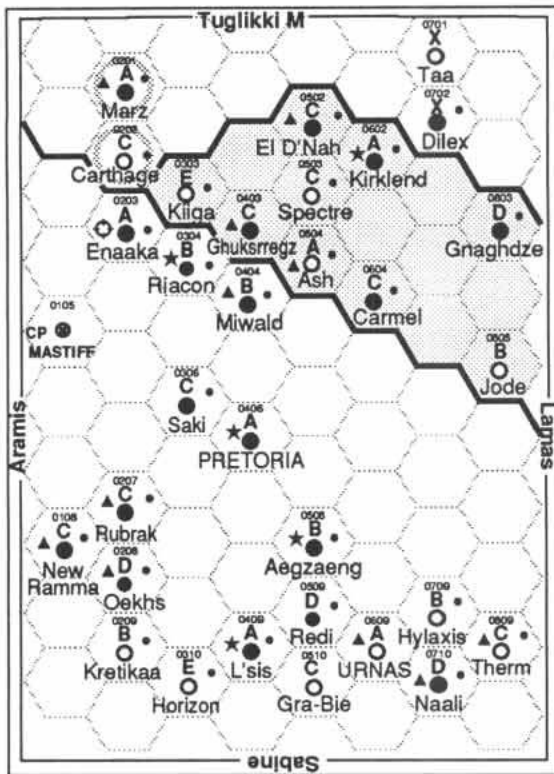 Tuglikki M
0201
A
Marz
0701
X
Taa
0502
C
El D'Nah
0702
X
Dilex
0602
A
Kirklend
C
Carthage
0303
E
Kiiga
0503
C
Spectre
0203
A
Enaaka
0403
C
Ghuksrregz
0803
D
Gnaghdze
0304
B
Riacon
0504
A
Ash
0404
B
Miwald
0604
C
Carmel
0105
CP
MASTIFF
0805
B
Jode
0306
C
Saki
0406
A
PRETORIA
Aramis
Lamas
0207
C
Rubrak
0108
C
New
Ramma
0508
B
Aegzaeng
0208
D
Oekhs
0509
D
Redi
0709
B
Hylaxis
0209
B
Kretikaa
0409
A
L'sis
0609
A
URNAS
0809
C
Therm
0310
E
Horizon
0510
C
Gra-Bie
0710
D
Naali
Sabine